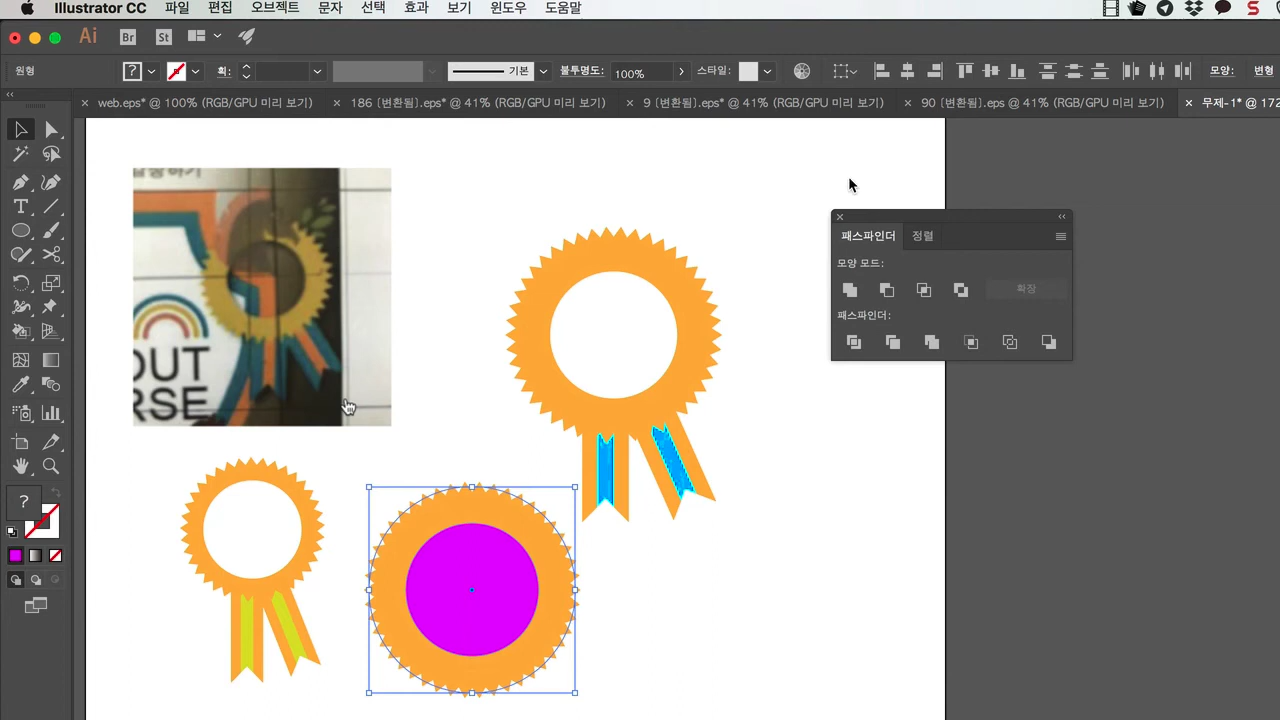 Illustrator CC 파일 편집 오브젝트 문자 선택 효과 보기 윈도우 도움말
Ai Br St
원형 ? 획: 기본 불투명도: 100% 스타일: 모양: 변형
× web.eps* @ 100% (RGB/GPU 미리 보기) × 186 [변환됨].eps* @ 41% (RGB/GPU 미리 보기) × 9 [변환됨].eps* @ 41% (RGB/GPU 미리 보기) × 90 [변환됨].eps @ 41% (RGB/GPU 미리 보기) × 무제-1* @ 172
OUT
RSE
패스파인더 정렬
모양 모드:
확장
패스파인더:
?